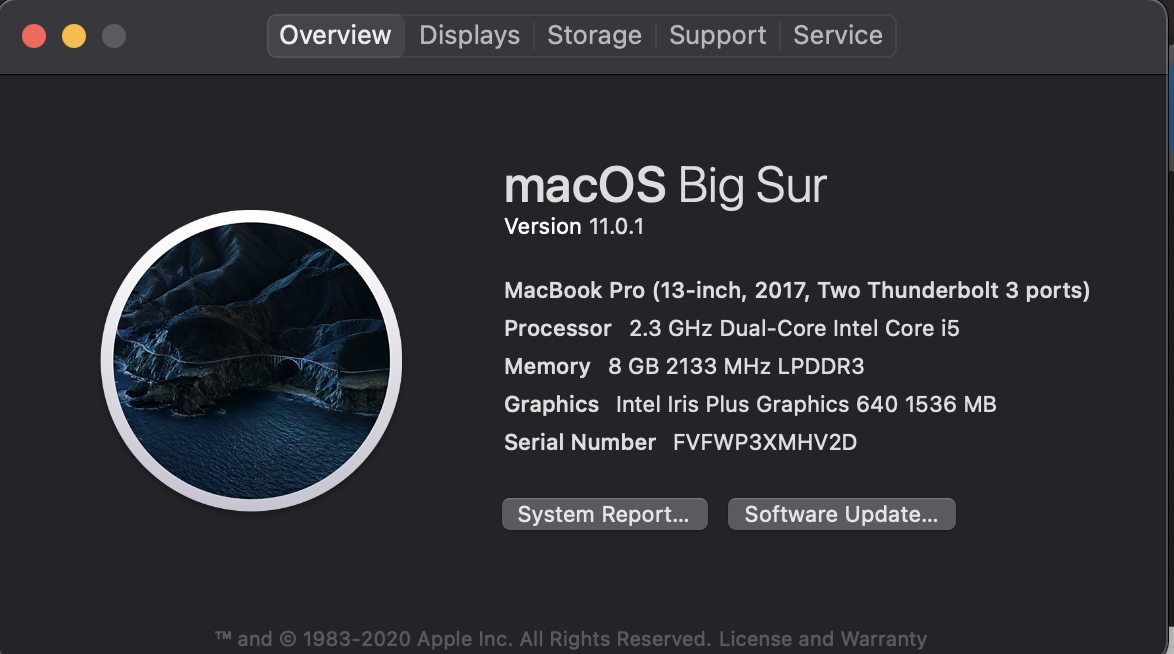 Overview Displays Storage Support Service
macOS Big Sur
Version 11.0.1
MacBook Pro (13-inch, 2017, Two Thunderbolt 3 ports)
Processor 2.3 GHz Dual-Core Intel Core i5
Memory 8 GB 2133 MHz LPDDR3
Graphics Intel Iris Plus Graphics 640 1536 MB
Serial Number FVFWP3XMHV2D
System Report... Software Update...
™ and © 1983-2020 Apple Inc. All Rights Reserved. License and Warranty